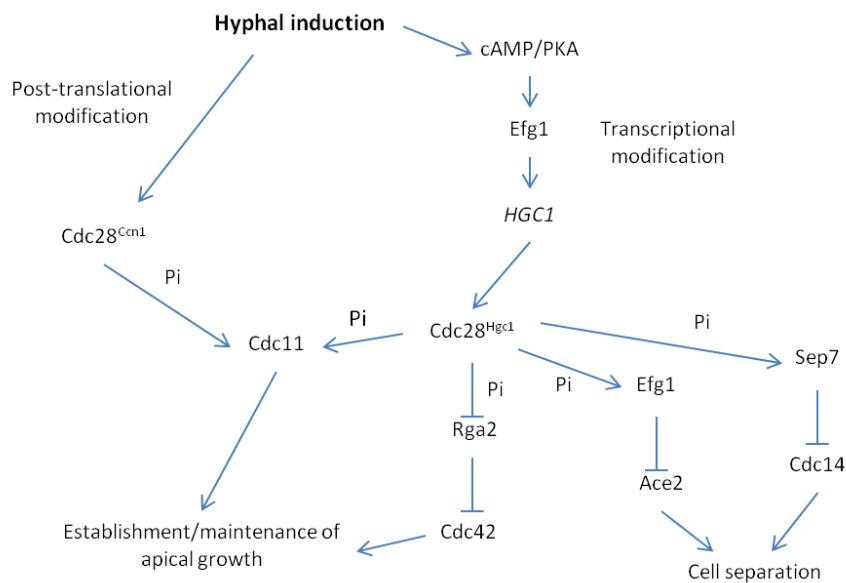 Hyphal induction
cAMP/PKA
Post-translational
modification
Efg1
Transcriptional
modification
HGC1
Cdc28Ccn1
Pi
Pi
Cdc28Hgc1
Pi
Cdc11
Sep7
Pi
Pi
Efg1
Rga2
Cdc14
Ace2
Establishment/maintenance of
apical growth
Cdc42
Cell separation